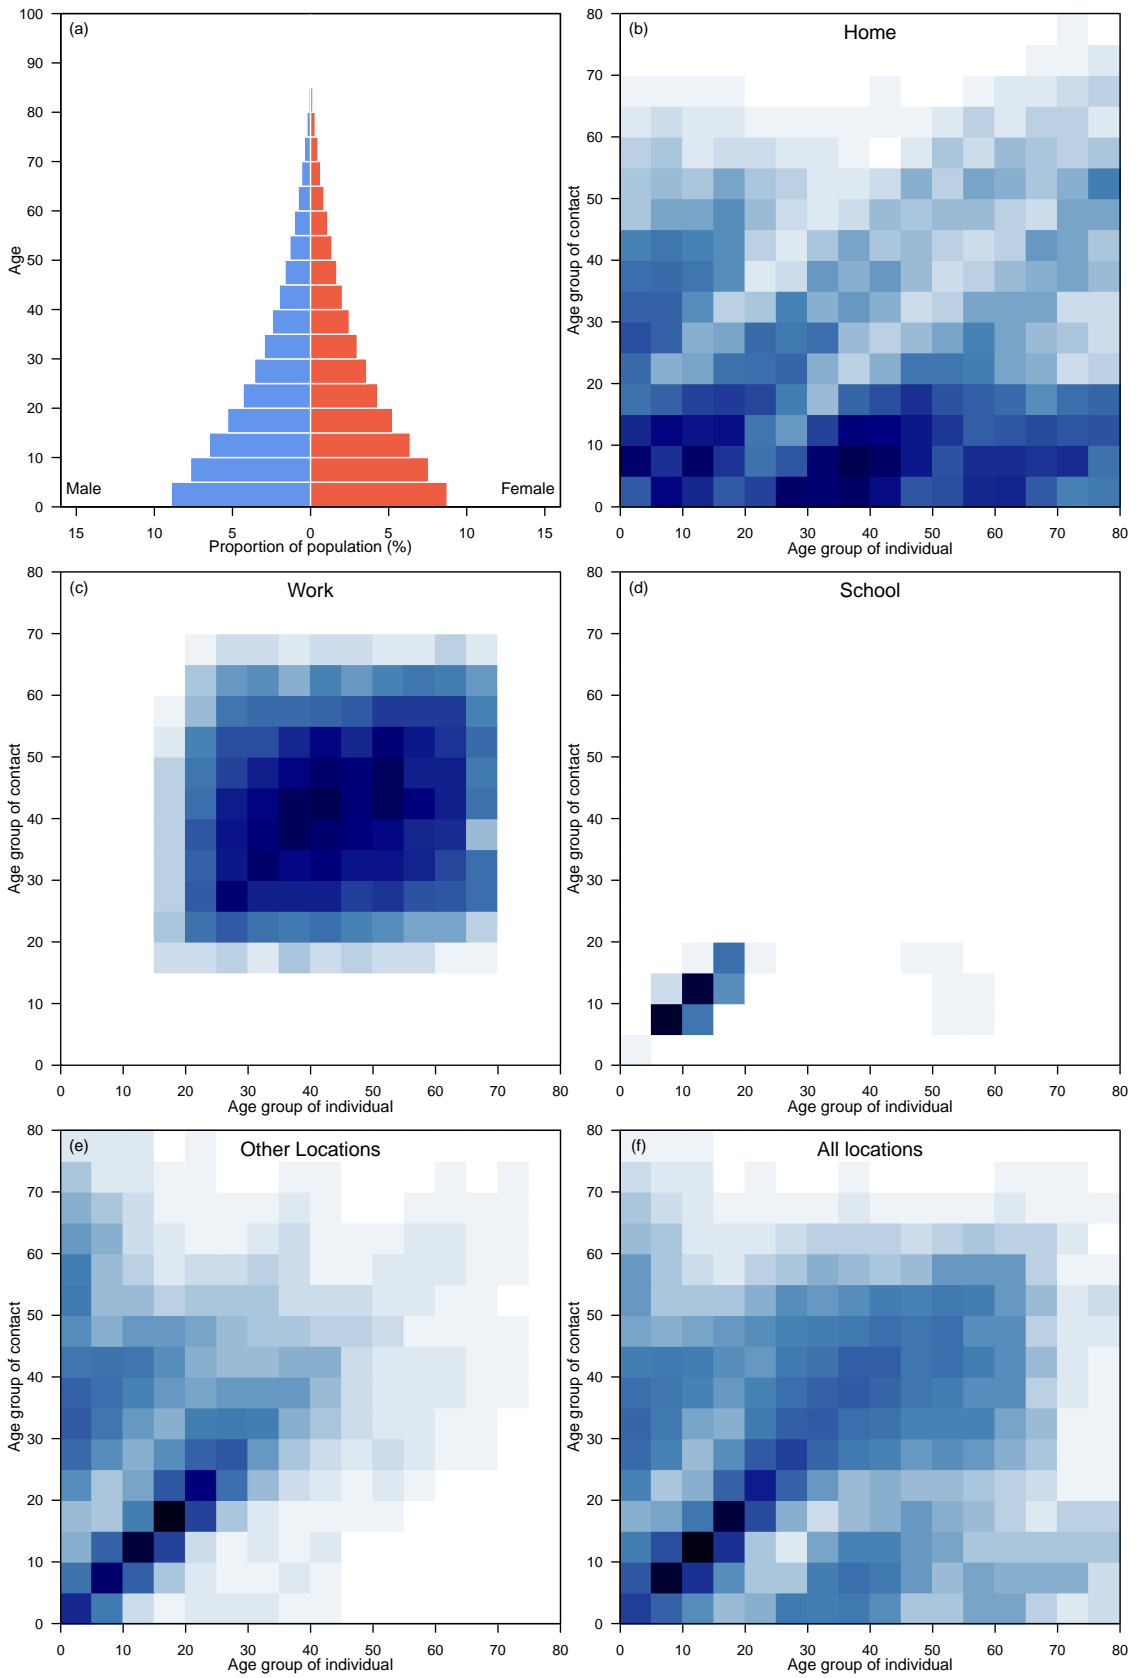 (a)
100
90
80
70
60
50
40
30
20
10
0
Age
Male
Female
15 10 5 0 5 10 15
Proportion of population (%)
(b)
Home
80
70
60
50
40
30
20
10
0
Age group of contact
0 10 20 30 40 50 60 70 80
Age group of individual
(c)
Work
80
70
60
50
40
30
20
10
0
Age group of contact
0 10 20 30 40 50 60 70 80
Age group of individual
(d)
School
80
70
60
50
40
30
20
10
0
Age group of contact
0 10 20 30 40 50 60 70 80
Age group of individual
(e)
Other Locations
80
70
60
50
40
30
20
10
0
Age group of contact
0 10 20 30 40 50 60 70 80
Age group of individual
(f)
All locations
80
70
60
50
40
30
20
10
0
Age group of contact
0 10 20 30 40 50 60 70 80
Age group of individual